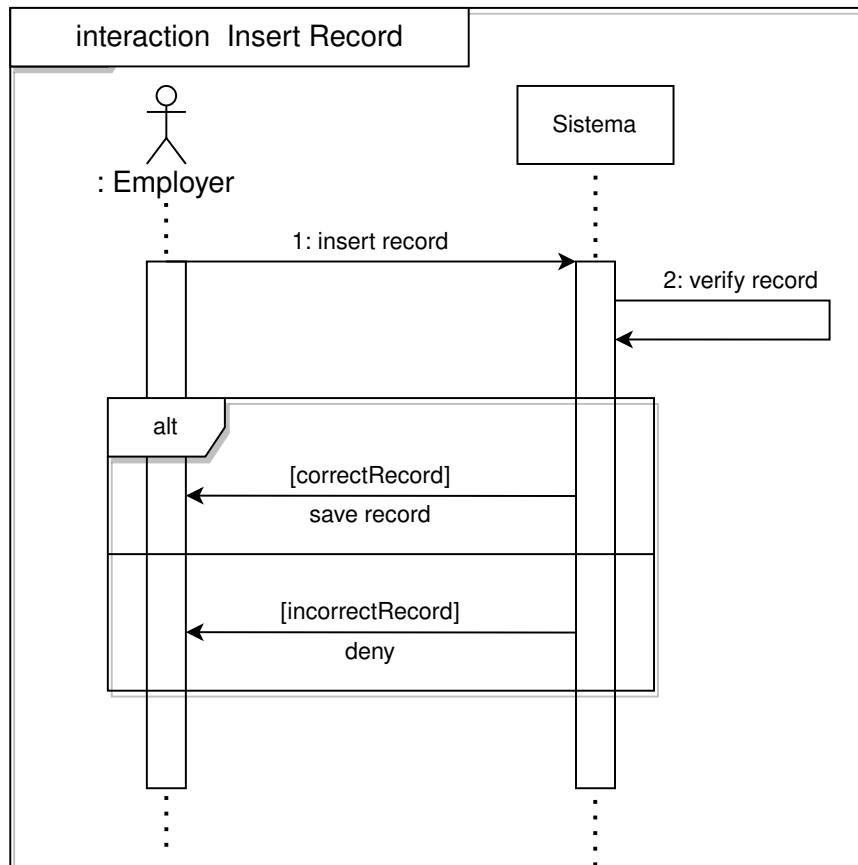 interaction  Insert Record
Sistema
: Employer
1: insert record
2: verify record
alt
[correctRecord]
save record
[incorrectRecord]
deny